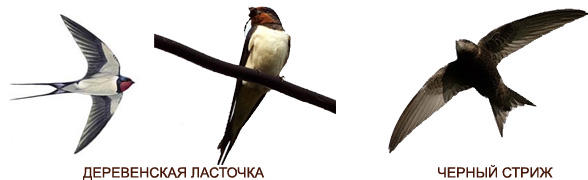 ДЕРЕВЕНСКАЯ ЛАСТОЧКА
ЧЕРНЫЙ СТРИЖ